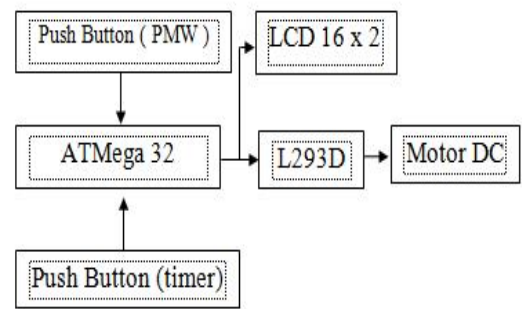 Push Button ( PMW )
LCD 16 x 2
ATMega 32
L293D
Motor DC
Push Button (timer)